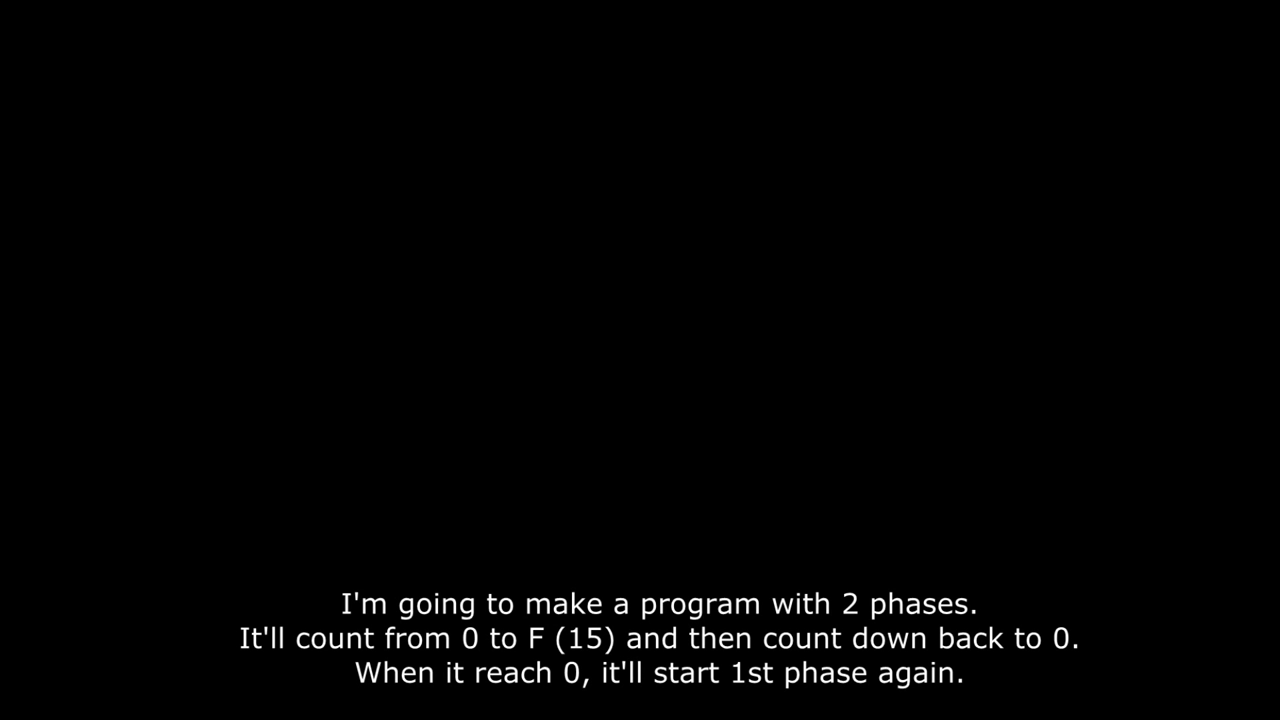 I'm going to make a program with 2 phases.
It'll count from 0 to F (15) and then count down back to 0.
When it reach 0, it'll start 1st phase again.